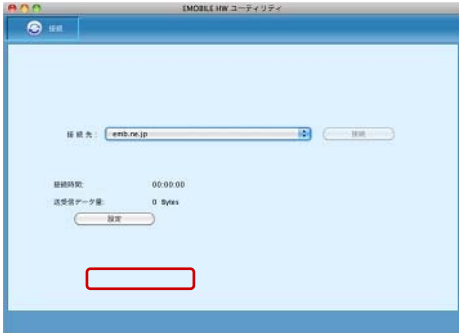 EMOBILE HW ユーティリティ
接続
接続先: emb.ne.jp 接続
接続時間: 00:00:00
送受信データ量: 0 Bytes
設定